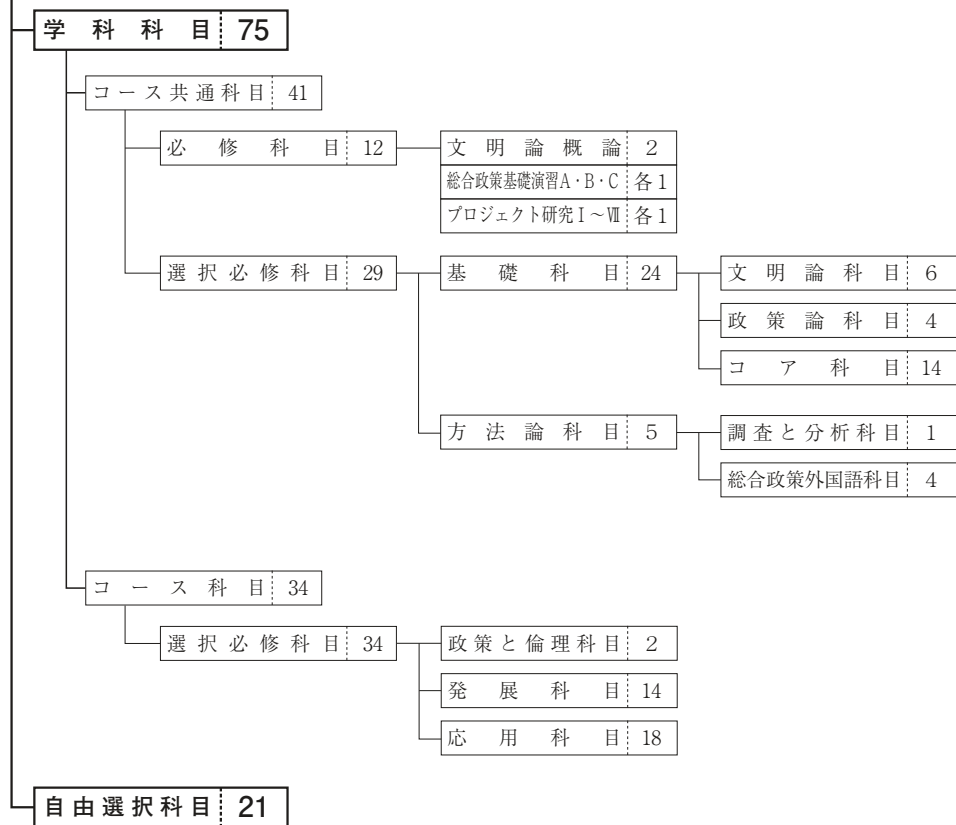 学科科目 75
コース共通科目 41
必修科目 12
文明論概論 2
総合政策基礎演習A・B・C 各1
プロジェクト研究Ⅰ～Ⅶ 各1
選択必修科目 29
基礎科目 24
文明論科目 6
政策論科目 4
コア科目 14
方法論科目 5
調査と分析科目 1
総合政策外国語科目 4
コース科目 34
選択必修科目 34
政策と倫理科目 2
発展科目 14
応用科目 18
自由選択科目 21